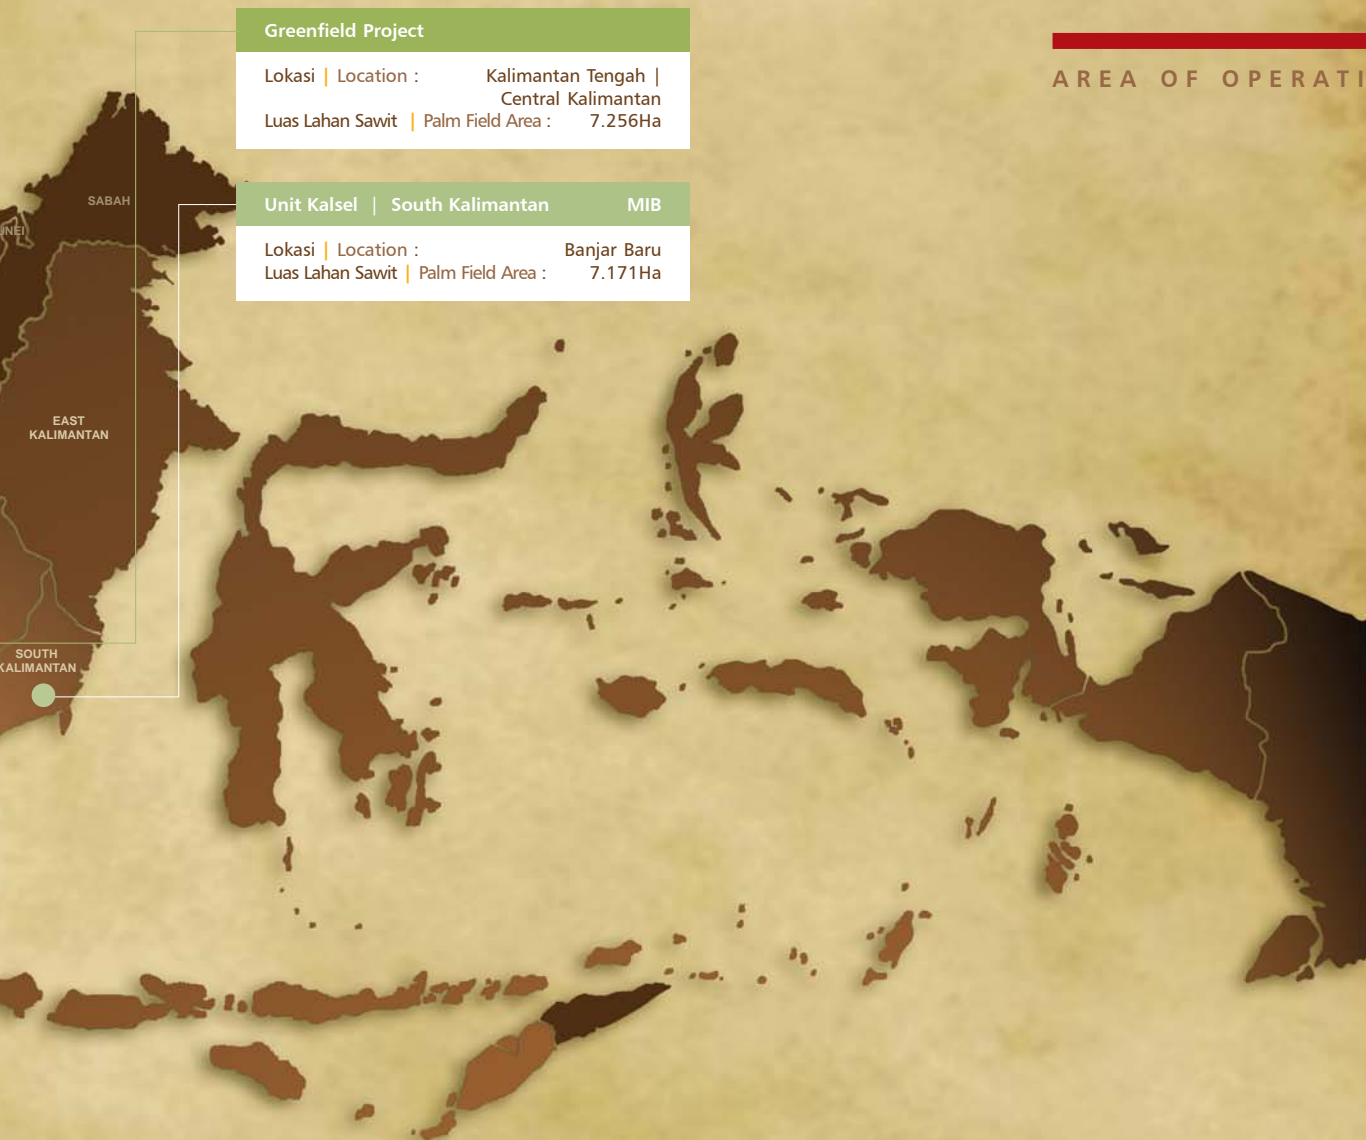 Greenfield Project
Lokasi | Location : Kalimantan Tengah |
Central Kalimantan
Luas Lahan Sawit | Palm Field Area : 7.256Ha
AREA OF OPERATI
Unit Kalsel | South Kalimantan MIB
Lokasi | Location : Banjar Baru
Luas Lahan Sawit | Palm Field Area : 7.171Ha
SABAH
UNEI
EAST
KALIMANTAN
SOUTH
KALIMANTAN